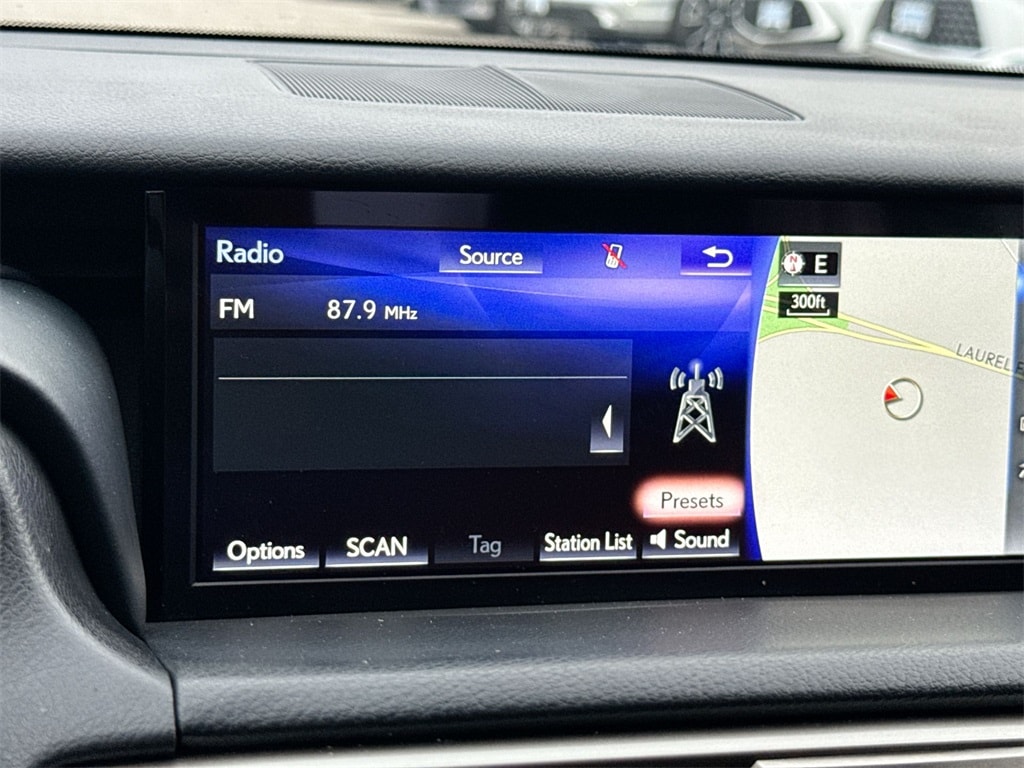 Radio
Source
FM 87.9 MHz
Presets
Options
SCAN
Tag
Station List
Sound
N
E
300ft
LAUREL